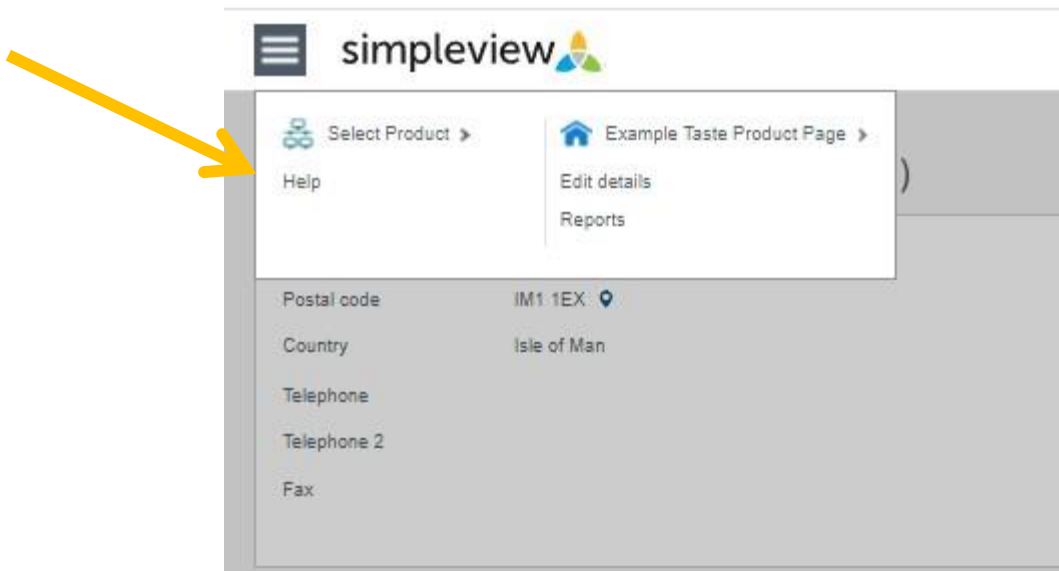 simpleview
Select Product > Example Taste Product Page >
Help Edit details
)
Reports
Postal code IM1 1EX
Country Isle of Man
Telephone
Telephone 2
Fax